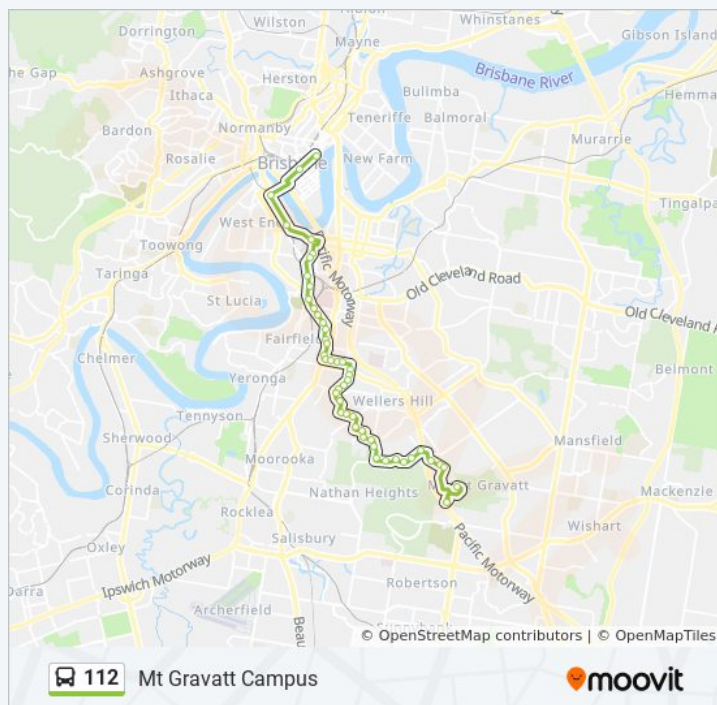 Dorrington
Wilston
Mayne
Whinstanes
Gibson Island
he Gap
Ashgrove
Herston
Brisbane River
Ithaca
Bulimba
Hemma
Bardon
Normanby
Teneriffe
Balmoral
Rosalie
Brisbane
New Farm
Murarrie
Tingalpa
West End
Toowong
Pacific Motorway
Taringa
St Lucia
Old Cleveland Road
Old Cleveland R
Fairfield
Chelmer
Yeronga
Belmont
Tennyson
Wellers Hill
Sherwood
Moorooka
Mansfield
Corinda
Nathan Heights
Mount Gravatt
Mackenzie
Rocklea
Wishart
Oxley
Salisbury
Pacific Motorway
Darra
Ipswich Motorway
Robertson
Archerfield
Sunnybank
Beau
© OpenStreetMap contributors | © OpenMapTiles
112 Mt Gravatt Campus
moovit